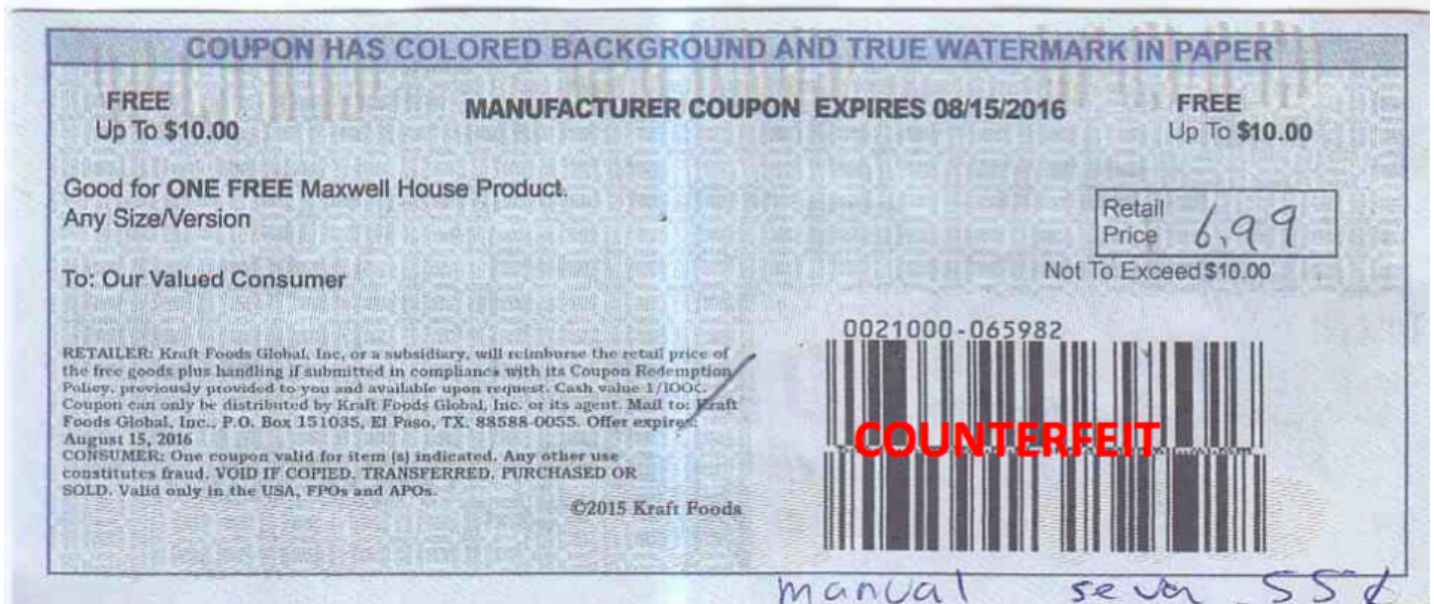 COUPON HAS COLORED BACKGROUND AND TRUE WATERMARK IN PAPER
FREE
Up To $10.00
MANUFACTURER COUPON EXPIRES 08/15/2016
FREE
Up To $10.00
Good for ONE FREE Maxwell House Product.
Any Size/Version
Retail
Price 6.99
Not To Exceed $10.00
To: Our Valued Consumer
0021000-065982
RETAILER: Kraft Foods Global, Inc. or a subsidiary, will reimburse the retail price of
the free goods plus handling if submitted in compliance with its Coupon Redemption
Policy, previously provided to you and available upon request. Cash value 1/100¢.
Coupon can only be distributed by Kraft Foods Global, Inc. or its agent. Mail to: Kraft
Foods Global, Inc., P.O. Box 151035, El Paso, TX, 88588-0055. Offer expires:
August 15, 2016
CONSUMER: One coupon valid for item (s) indicated. Any other use
constitutes fraud. VOID IF COPIED, TRANSFERRED, PURCHASED OR
SOLD. Valid only in the USA, FPOs and APOs.
©2015 Kraft Foods
COUNTERFEIT
manual